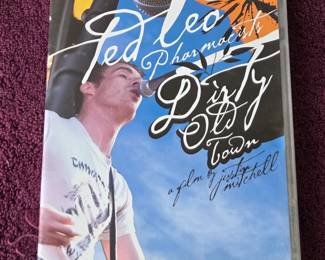 Ted Leo
Pharmacists
Dirty
Old
Town
a film by justin
mitchell